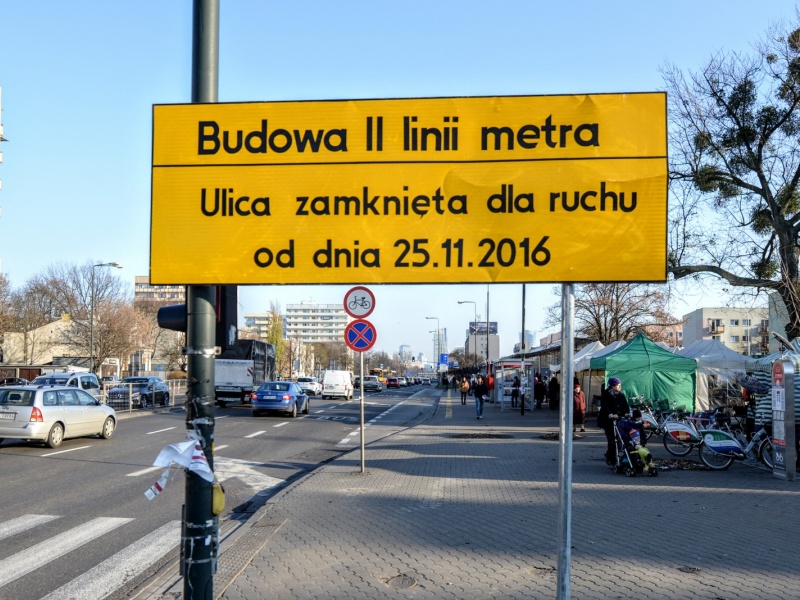 Budowa II linii metra
Ulica zamknięta dla ruchu
od dnia 25.11.2016